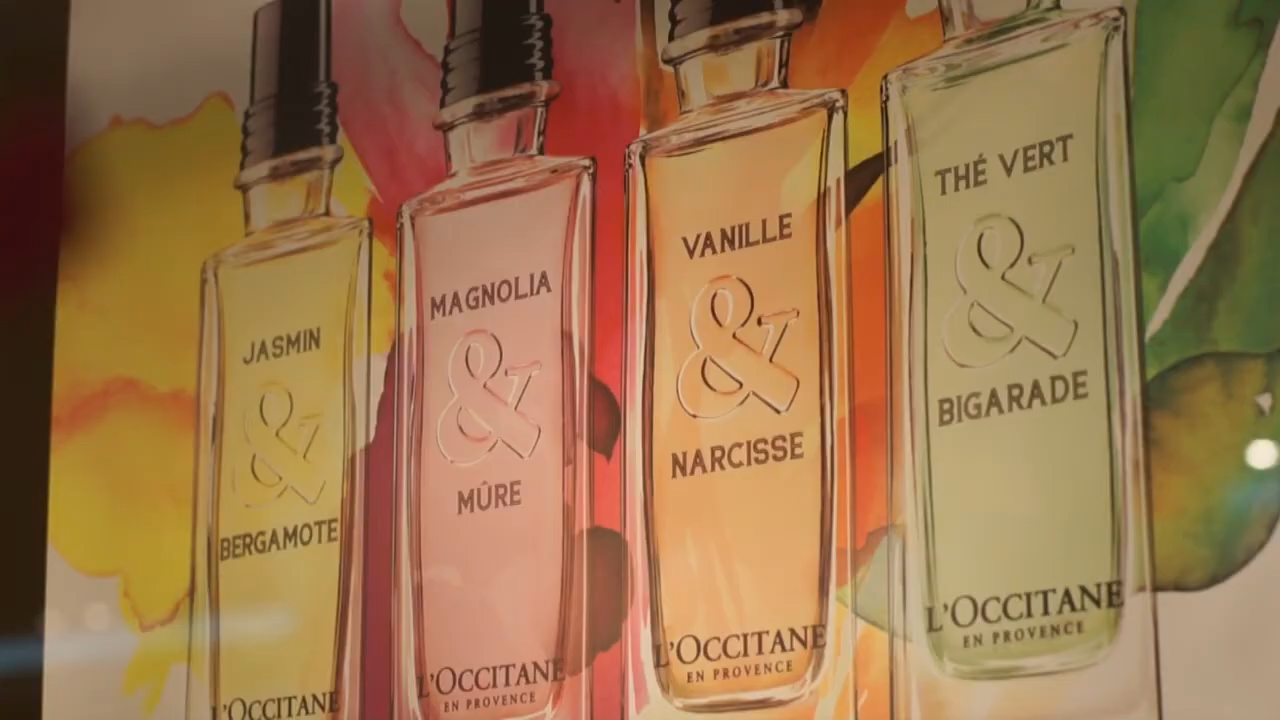 JASMIN
&
BERGAMOTE
L'OCCITANE
MAGNOLIA
&
MÛRE
L'OCCITANE
EN PROVENCE
VANILLE
&
NARCISSE
L'OCCITANE
EN PROVENCE
THÉ VERT
&
BIGARADE
L'OCCITANE
EN PROVENCE